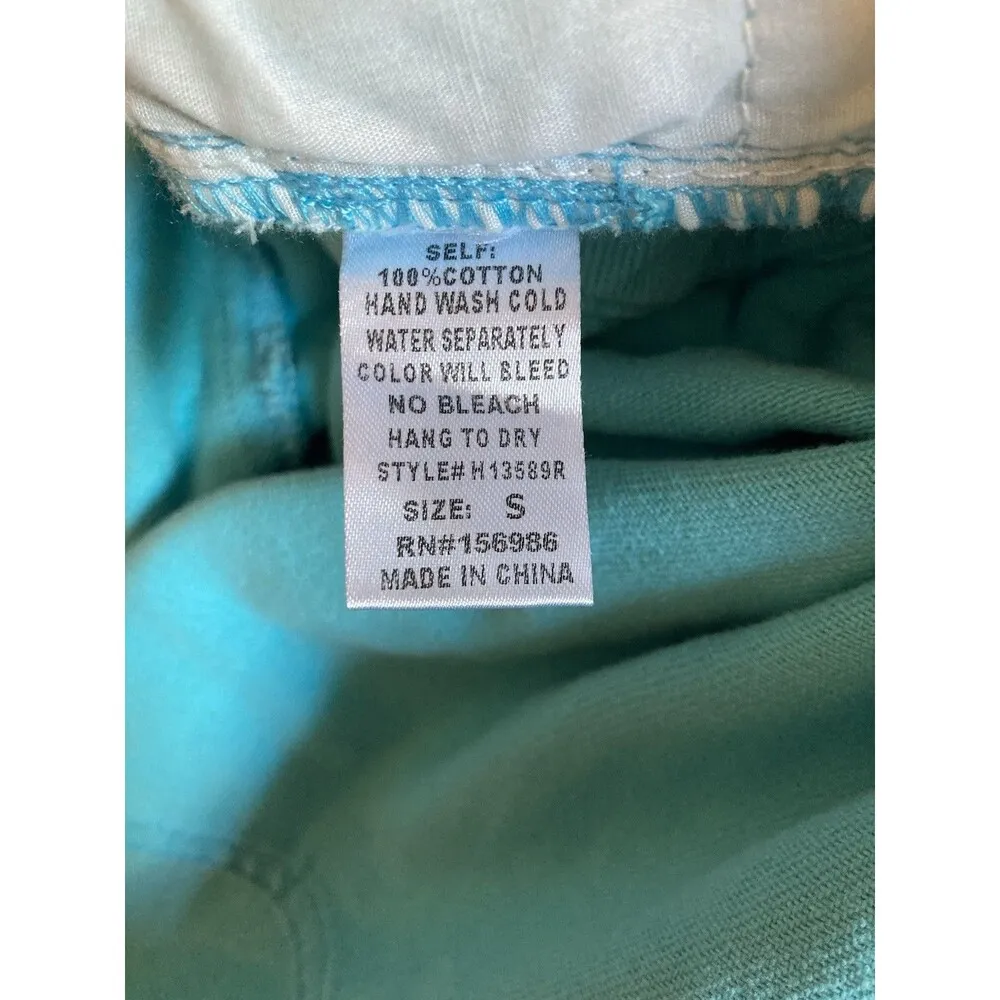 SELF:
100%COTTON
HAND WASH COLD
WATER SEPARATELY
COLOR WILL BLEED
NO BLEACH
HANG TO DRY
STYLE# H13589R
SIZE: S
RN#156986
MADE IN CHINA